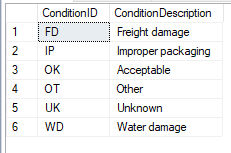 ConditionID ConditionDescription
1 FD Freight damage
2 IP Improper packaging
3 OK Acceptable
4 OT Other
5 UK Unknown
6 WD Water damage